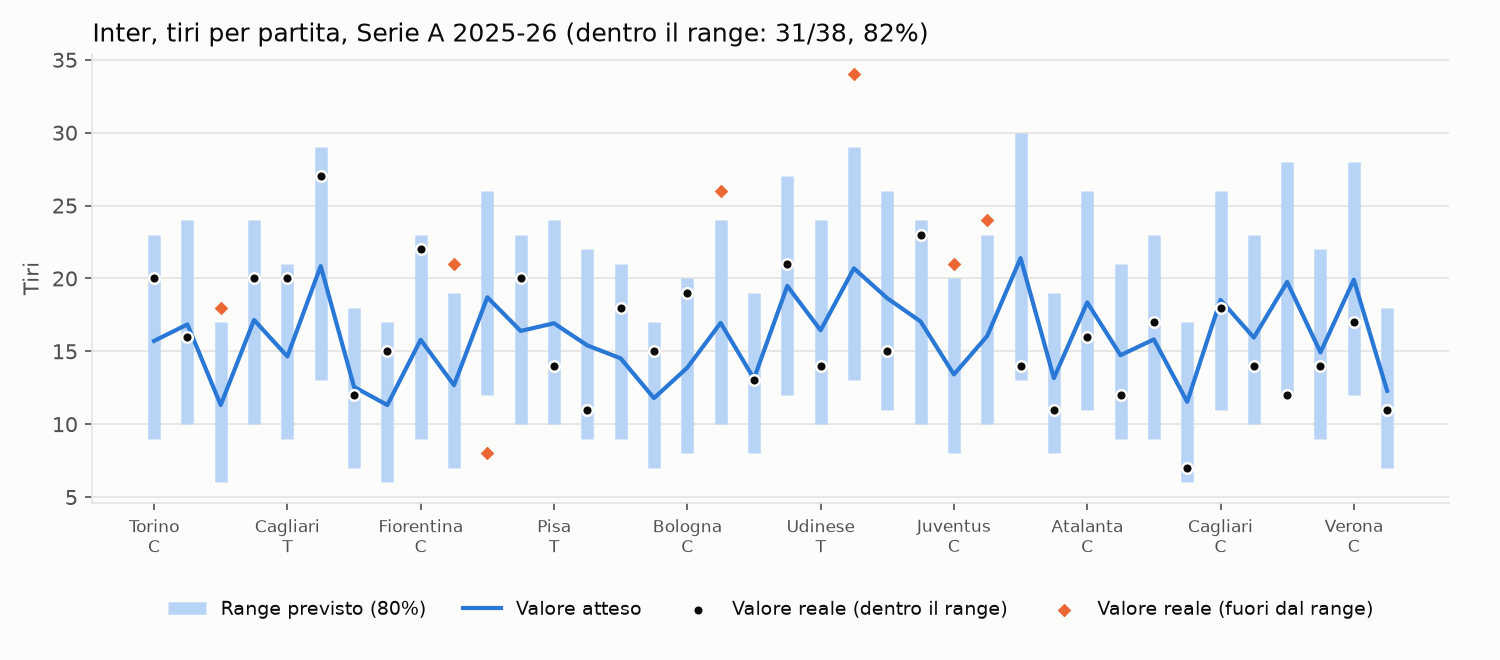 Inter, tiri per partita, Serie A 2025-26 (dentro il range: 31/38, 82%)
35
30
25
20
15
10
5
Tiri
Torino Cagliari Fiorentina Pisa Bologna Udinese Juventus Atalanta Cagliari Verona
C T C T C T C C C C
Range previsto (80%) Valore atteso Valore reale (dentro il range) Valore reale (fuori dal range)